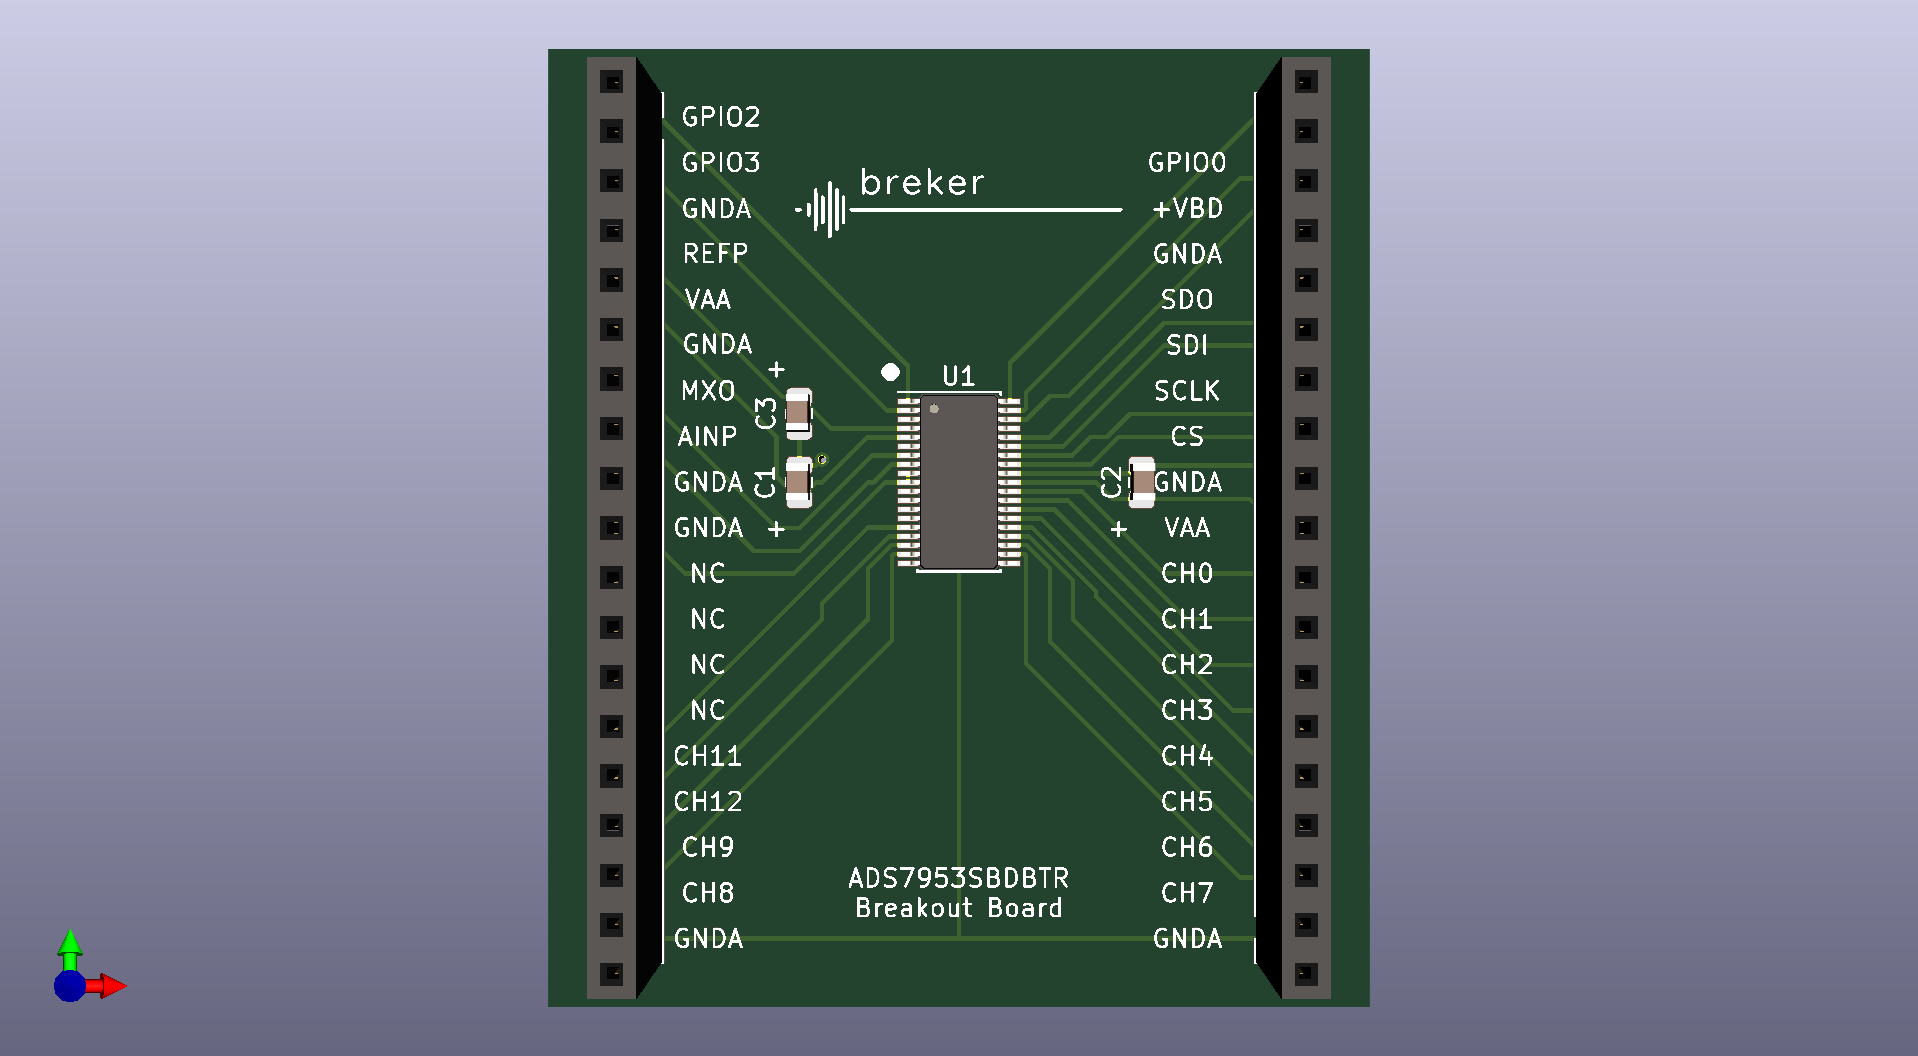 GPIO2
GPIO3
GNDA
REFP
VAA
GNDA
MXO
AINP
GNDA
GNDA
NC
NC
NC
NC
CH11
CH12
CH9
CH8
GNDA
breker
+
C3
C1
+
U1
C2
+
ADS7953SBDBTR
Breakout Board
GPIO0
+VBD
GNDA
SDO
SDI
SCLK
CS
GNDA
VAA
CH0
CH1
CH2
CH3
CH4
CH5
CH6
CH7
GNDA